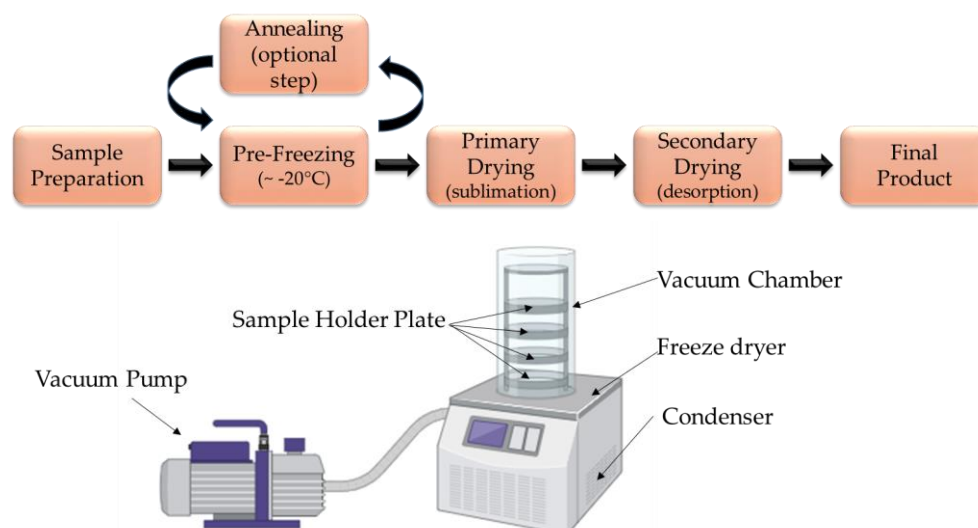 Annealing
(optional
step)
Sample
Preparation
Pre-Freezing
(~ -20°C)
Primary
Drying
(sublimation)
Secondary
Drying
(desorption)
Final
Product
Vacuum Chamber
Sample Holder Plate
Freeze dryer
Vacuum Pump
Condenser